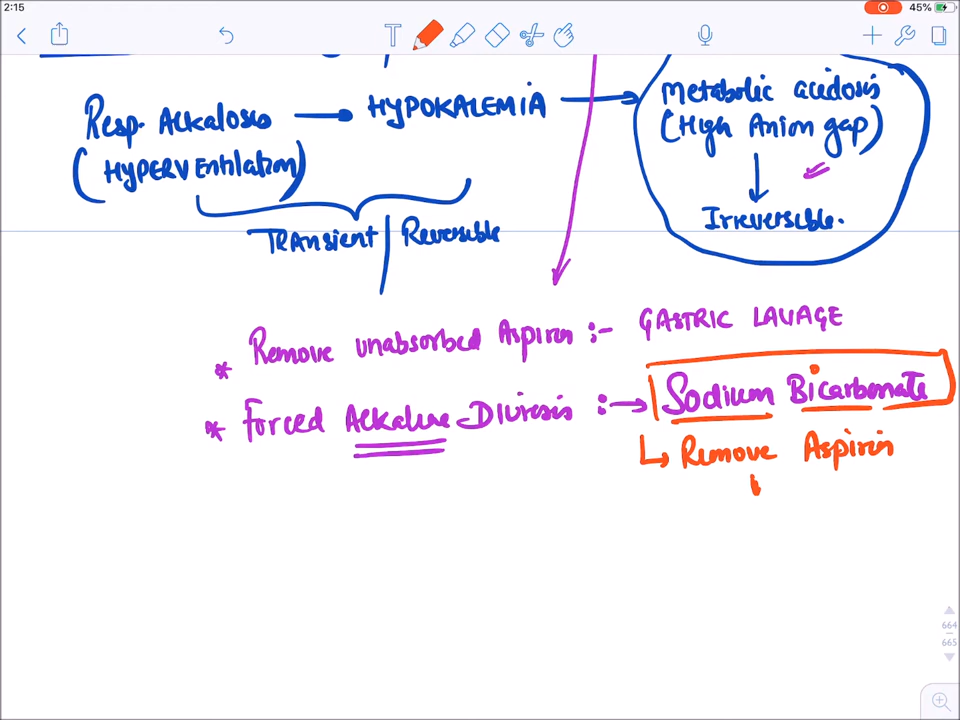 2:15
45%
T
Resp. Alkalosis → HYPOKALEMIA → Metabolic acidosis
(HYPERVEntilation)
(High Anion gap)
Irreversible.
TRAnsient | Reversible
* Remove unabsorbed Aspirin :- GASTRIC LAVAGE
* Forced Alkaline-Diuresis :→ Sodium Bicarbonate
↳ Remove Aspirin
664
665